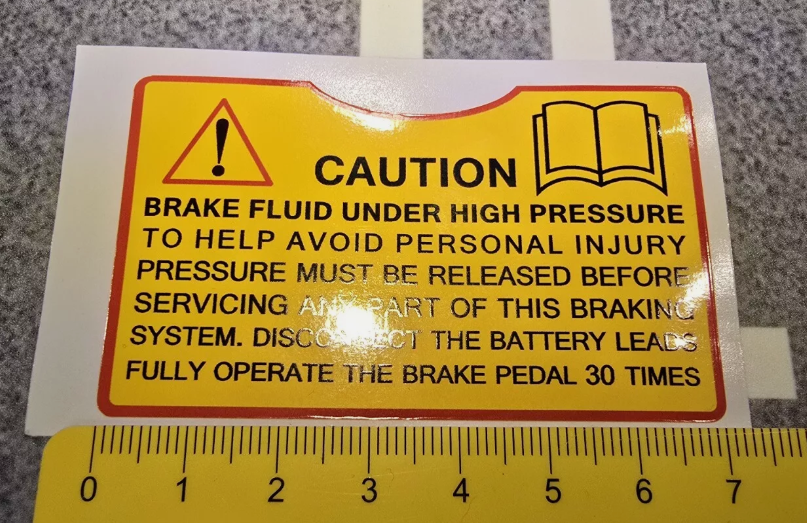 CAUTION
BRAKE FLUID UNDER HIGH PRESSURE
TO HELP AVOID PERSONAL INJURY
PRESSURE MUST BE RELEASED BEFORE
SERVICING ANY PART OF THIS BRAKING
SYSTEM. DISCONNECT THE BATTERY LEADS
FULLY OPERATE THE BRAKE PEDAL 30 TIMES
0 1 2 3 4 5 6 7